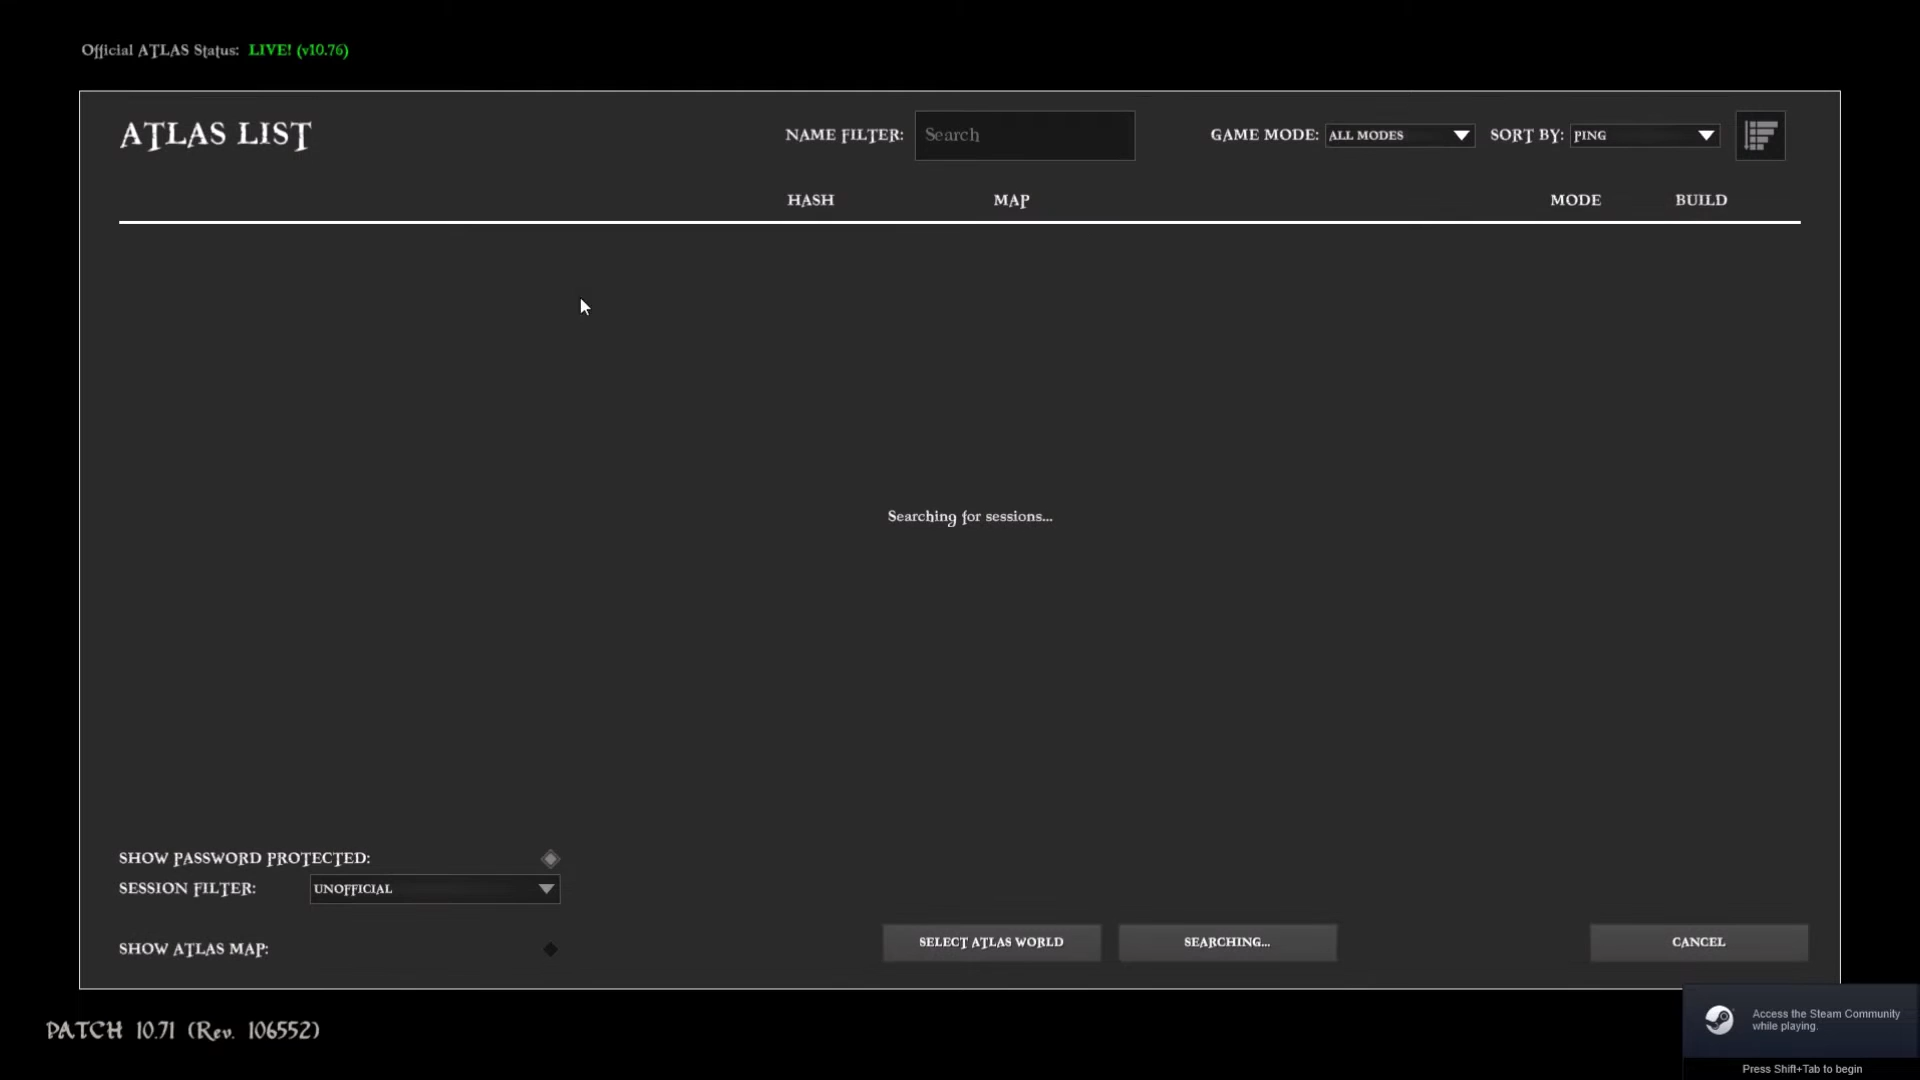 Official ATLAS Status: LIVE! (v10.76)
ATLAS LIST
NAME FILTER: Search
GAME MODE: ALL MODES
SORT BY: PING
HASH MAP MODE BUILD
Searching for sessions...
SHOW PASSWORD PROTECTED:
SESSION FILTER: UNOFFICIAL
SHOW ATLAS MAP:
SELECT ATLAS WORLD
SEARCHING...
CANCEL
PATCH 10.71 (Rev. 106552)
Access the Steam Community
while playing.
Press Shift+Tab to begin